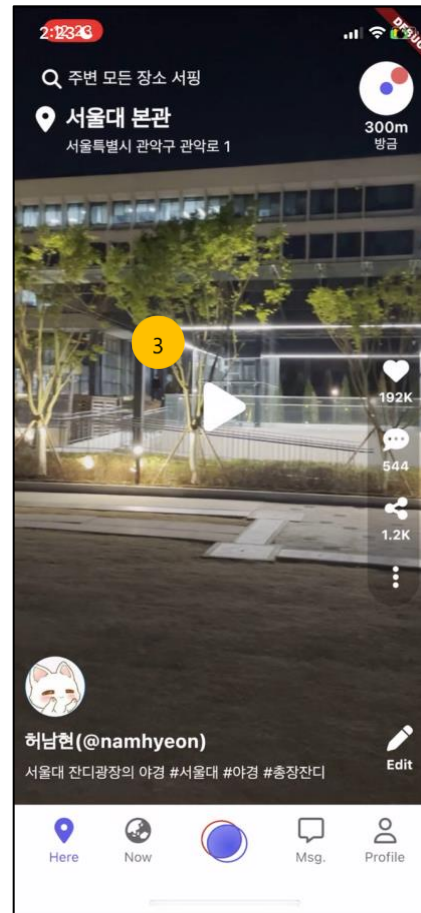 주변 모든 장소 서핑
서울대 본관
서울특별시 관악구 관악로 1
300m
방금
3
192K
544
1.2K
허남현(@namhyeon)
서울대 잔디광장의 야경 #서울대 #야경 #총장잔디
Edit
Here
Now
Msg.
Profile